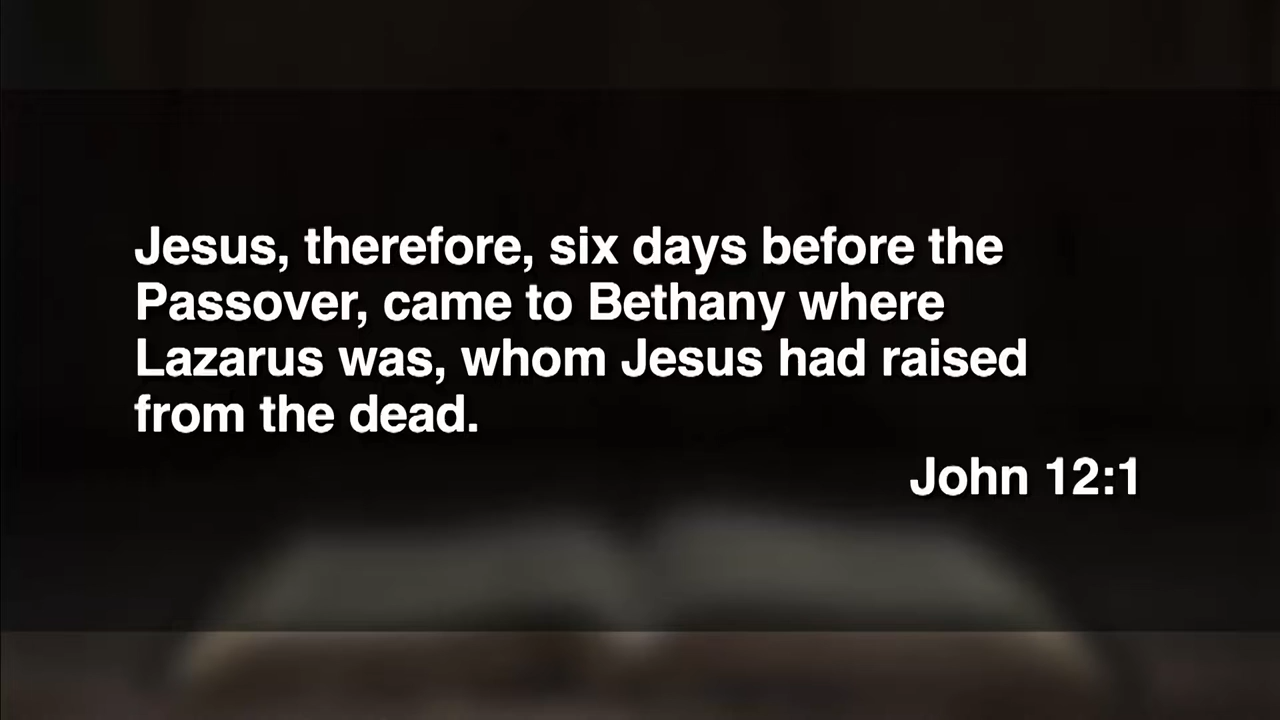 Jesus, therefore, six days before the
Passover, came to Bethany where
Lazarus was, whom Jesus had raised
from the dead.
John 12:1